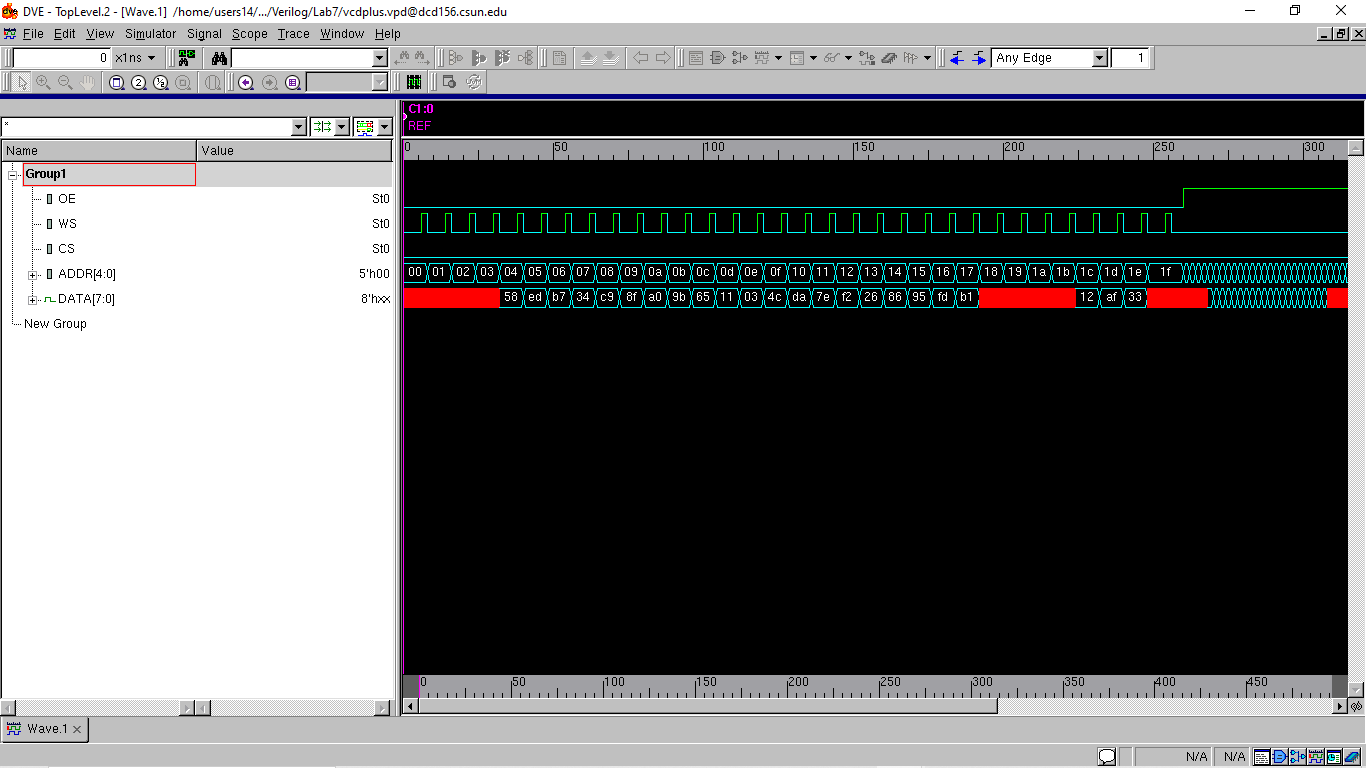 DVE - TopLevel.2 - [Wave.1] /home/users14/.../Verilog/Lab7/vcdplus.vpd@dcd156.csun.edu
File Edit View Simulator Signal Scope Trace Window Help
0 x1ns Any Edge 1
2 ½
C1:0
REF
*
Name Value
0 50 100 150 200 250 300
Group1
OE St0
WS St0
CS St0
ADDR[4:0] 5'h00 00 01 02 03 04 05 06 07 08 09 0a 0b 0c 0d 0e 0f 10 11 12 13 14 15 16 17 18 19 1a 1b 1c 1d 1e 1f
DATA[7:0] 8'hxx 58 ed b7 34 c9 8f a0 9b 65 11 03 4c da 7e f2 26 86 95 fd b1 12 af 33
New Group
0 50 100 150 200 250 300 350 400 450
Wave.1
N/A N/A